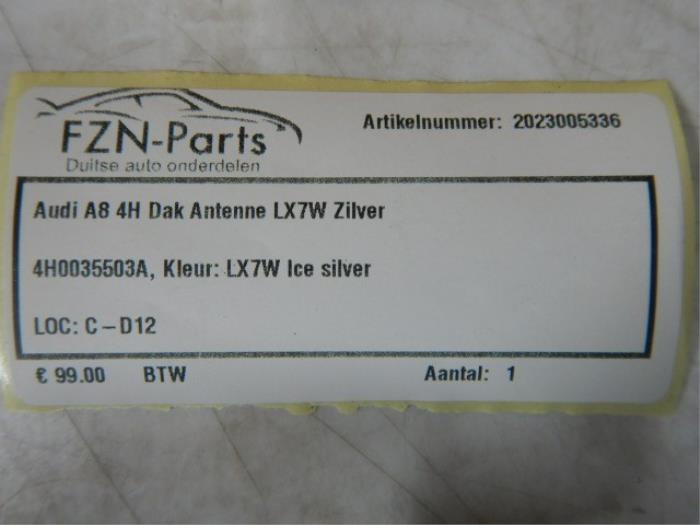 FZN-Parts
Duitse auto onderdelen
Artikelnummer: 2023005336
Audi A8 4H Dak Antenne LX7W Zilver
4H0035503A, Kleur: LX7W Ice silver
LOC: C-D12
€ 99.00 BTW Aantal: 1